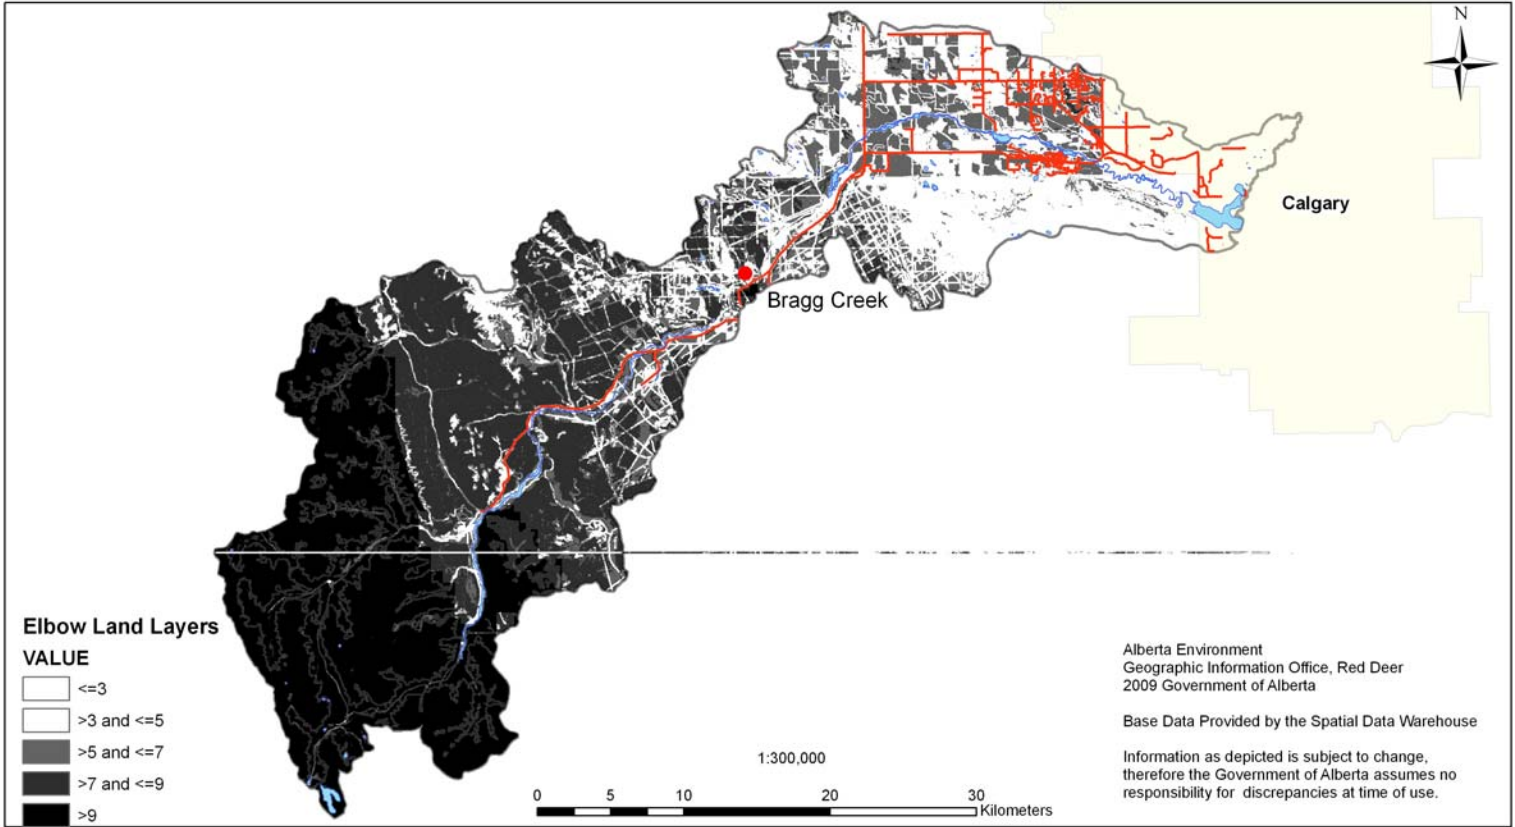 N
Calgary
Bragg Creek
Elbow Land Layers
VALUE
<=3
>3 and <=5
>5 and <=7
>7 and <=9
>9
1:300,000
0 5 10 20 30
Kilometers
Alberta Environment
Geographic Information Office, Red Deer
2009 Government of Alberta
Base Data Provided by the Spatial Data Warehouse
Information as depicted is subject to change,
therefore the Government of Alberta assumes no
responsibility for discrepancies at time of use.